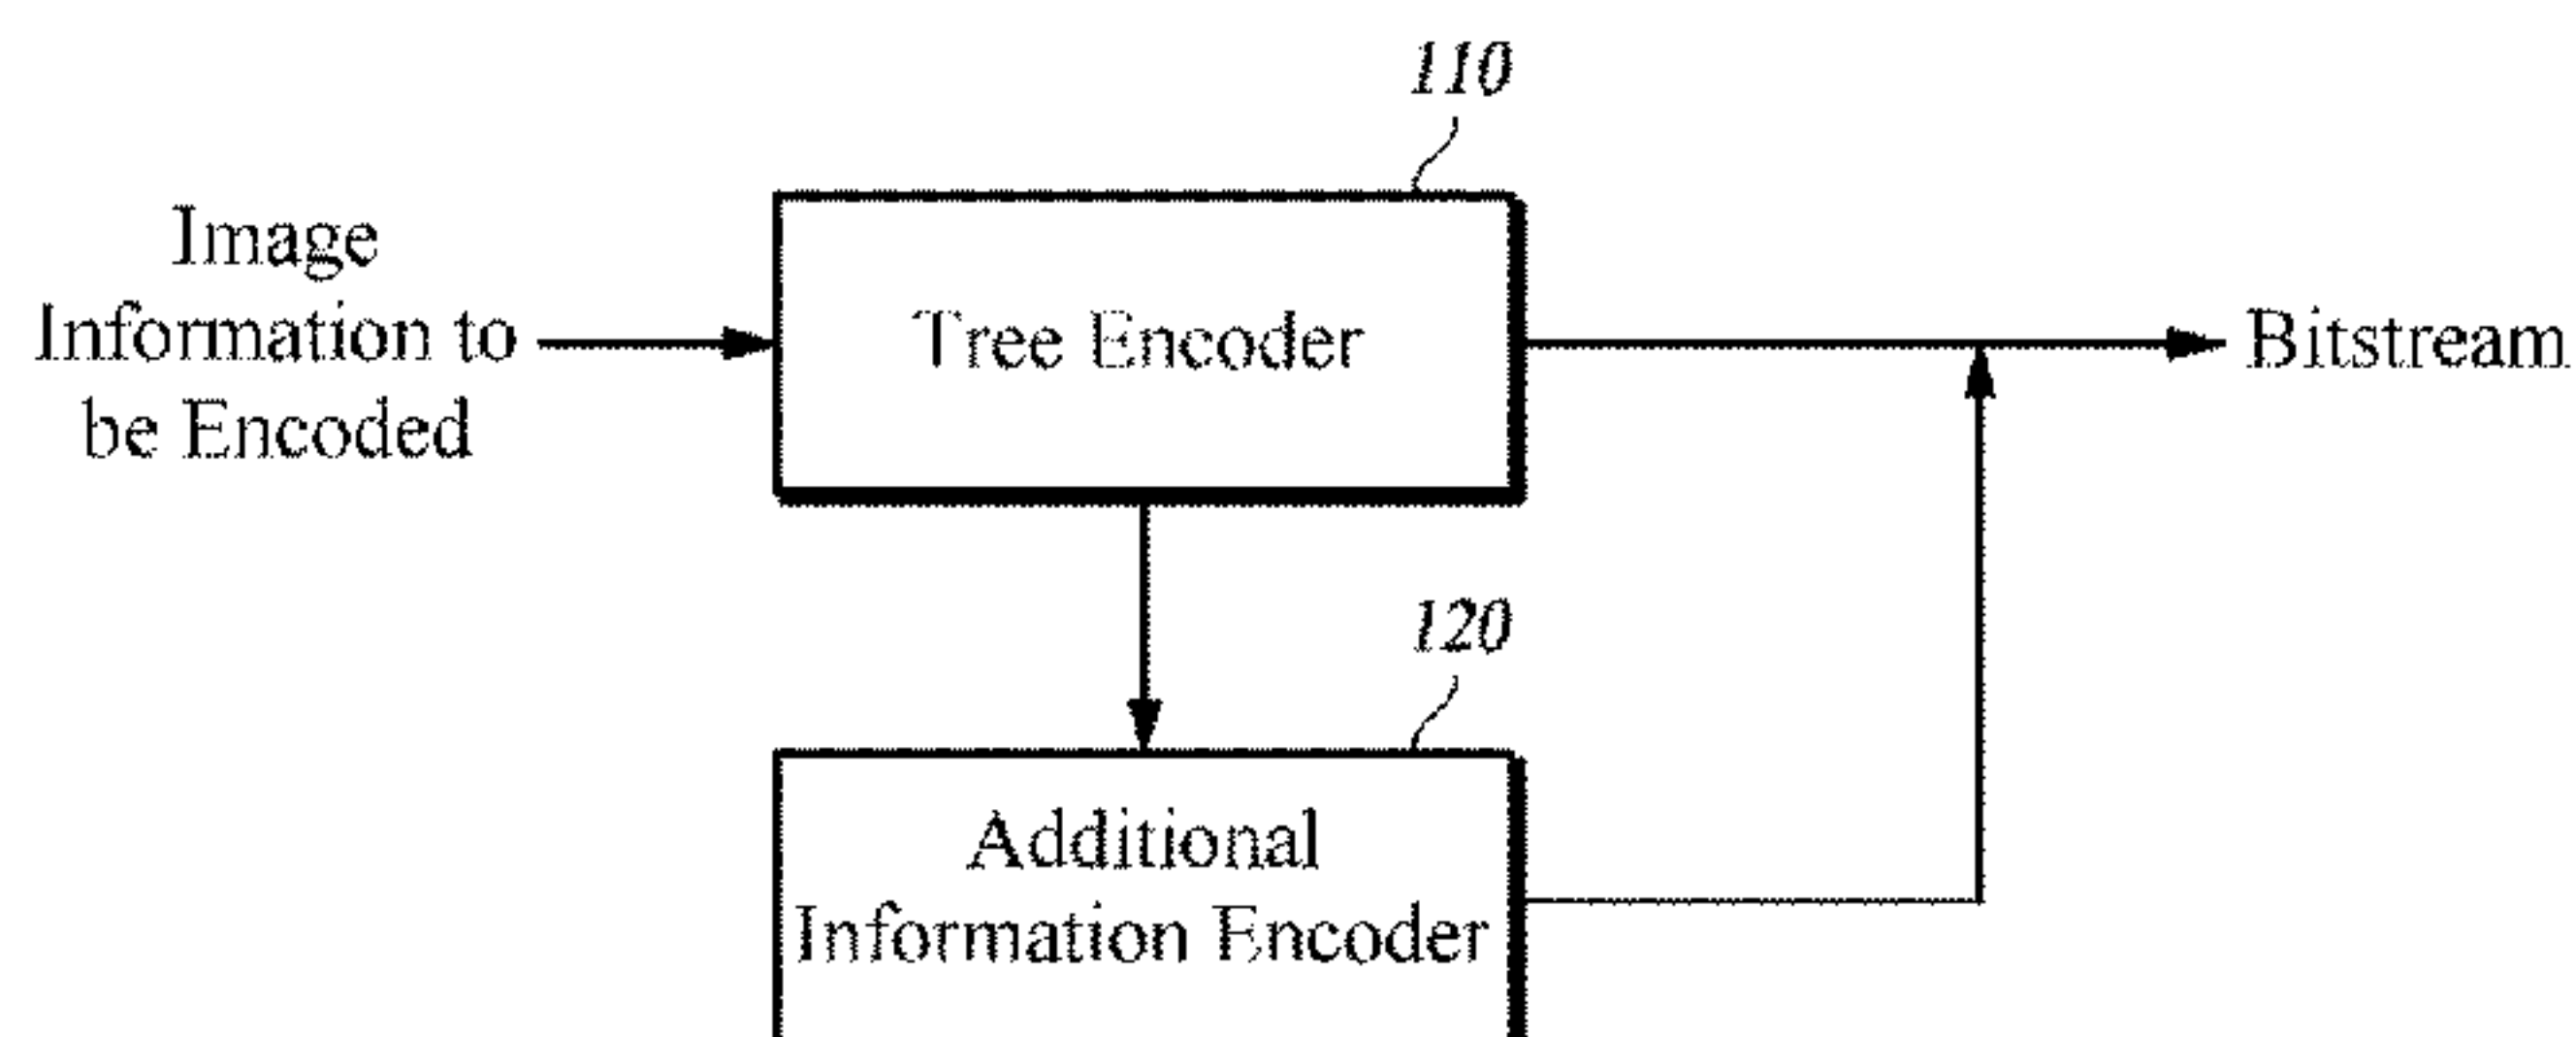 110
Image
Information to
be Encoded
Tree Encoder
Bitstream
120
Additional
Information Encoder